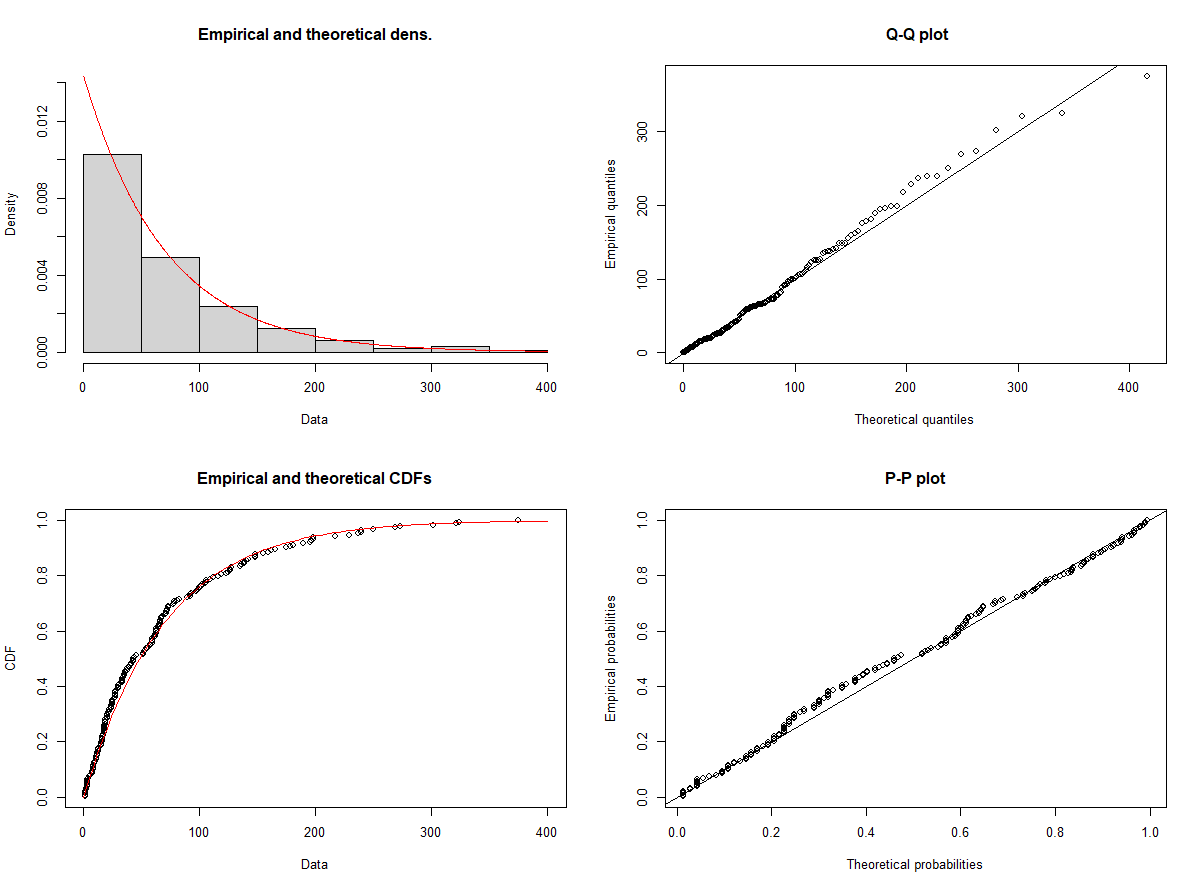 Empirical and theoretical dens.
Density
0.000 0.004 0.008 0.012
0 100 200 300 400
Data
Q-Q plot
Empirical quantiles
0 100 200 300
0 100 200 300 400
Theoretical quantiles
Empirical and theoretical CDFs
CDF
0.0 0.2 0.4 0.6 0.8 1.0
0 100 200 300 400
Data
P-P plot
Empirical probabilities
0.0 0.2 0.4 0.6 0.8 1.0
0.0 0.2 0.4 0.6 0.8 1.0
Theoretical probabilities